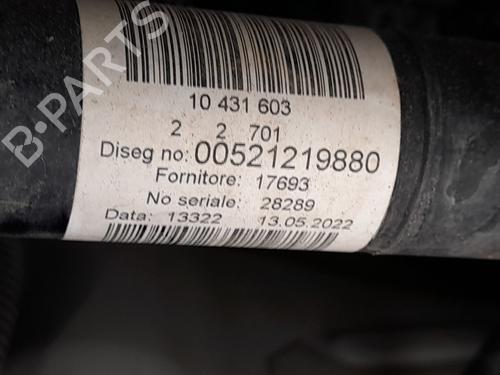 10 431 603
2 2 701
Diseg no: 00521219880
Fornitore: 17693
No seriale: 28289
Data: 13322 13.05.2022
B-PARTS